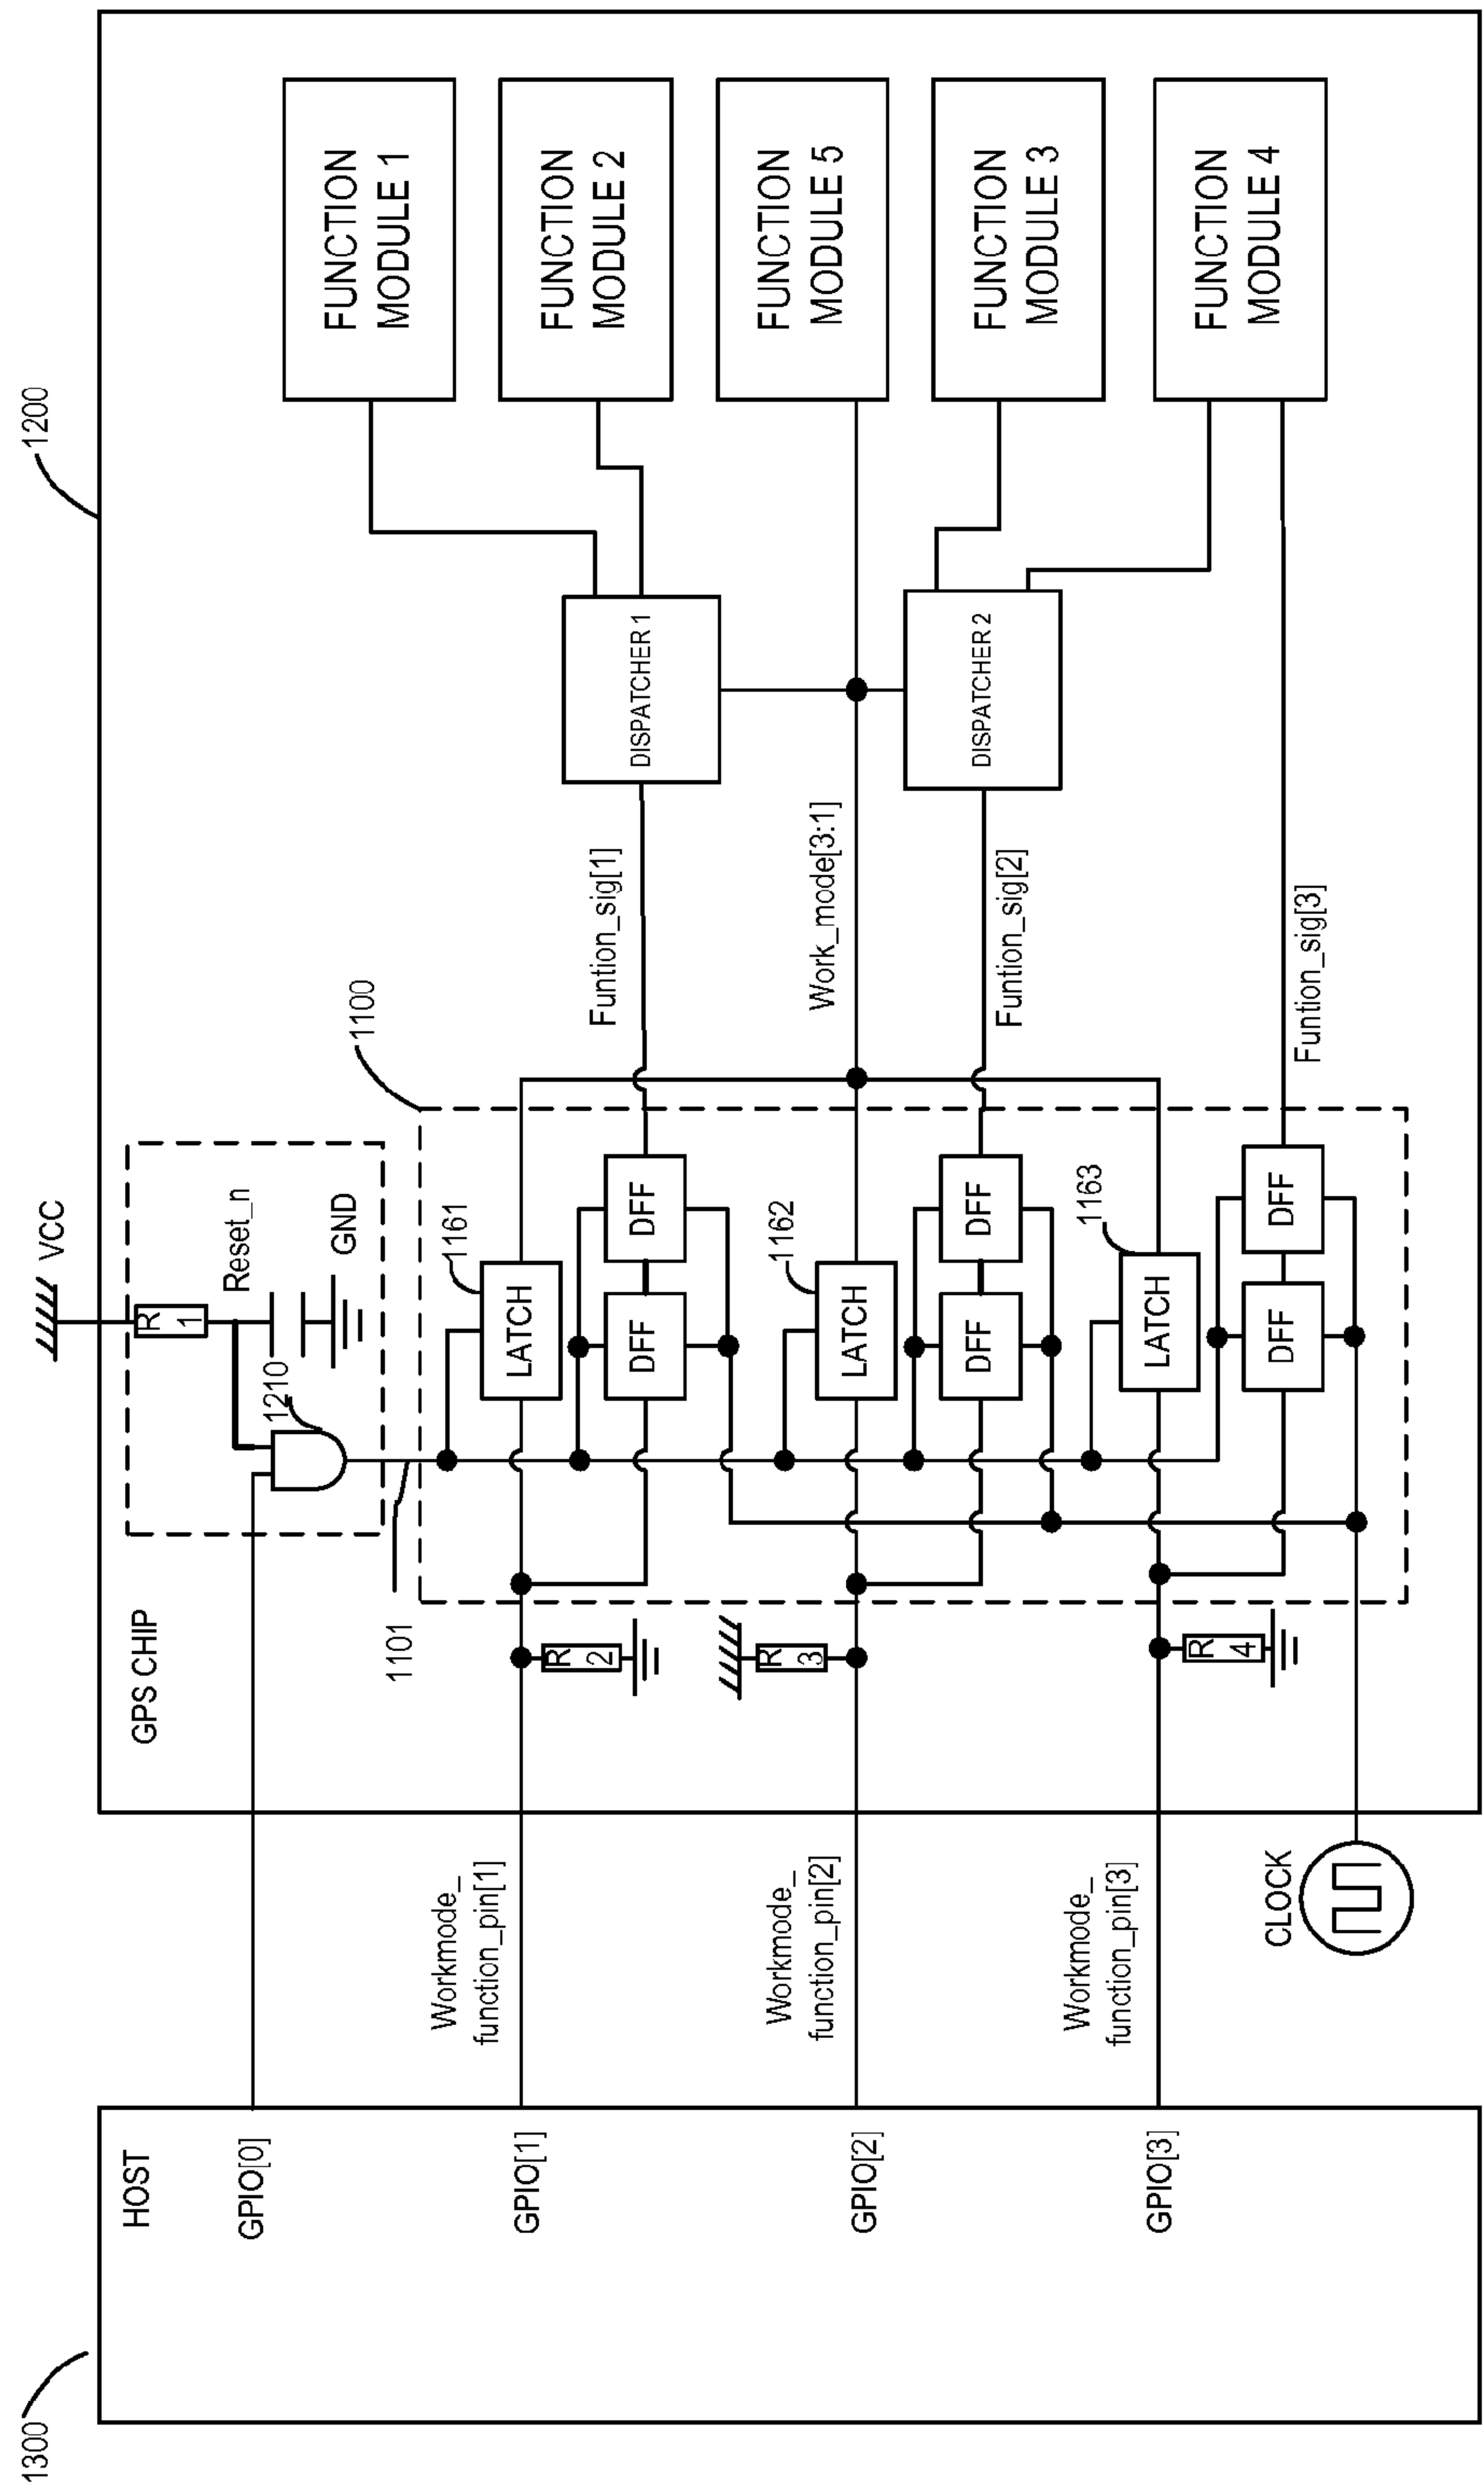 1300
HOST
GPIO[0]
GPIO[1]
GPIO[2]
GPIO[3]
Workmode_
function_pin[1]
Workmode_
function_pin[2]
Workmode_
function_pin[3]
CLOCK
1200
GPS CHIP
VCC
R
1
Reset_n
GND
1210
1101
R
2
R
3
R
4
1100
1161
LATCH
DFF
DFF
1162
LATCH
DFF
DFF
1163
LATCH
DFF
DFF
Funtion_sig[1]
Work_mode[3:1]
Funtion_sig[2]
Funtion_sig[3]
DISPATCHER 1
DISPATCHER 2
FUNCTION
MODULE 1
FUNCTION
MODULE 2
FUNCTION
MODULE 5
FUNCTION
MODULE 3
FUNCTION
MODULE 4